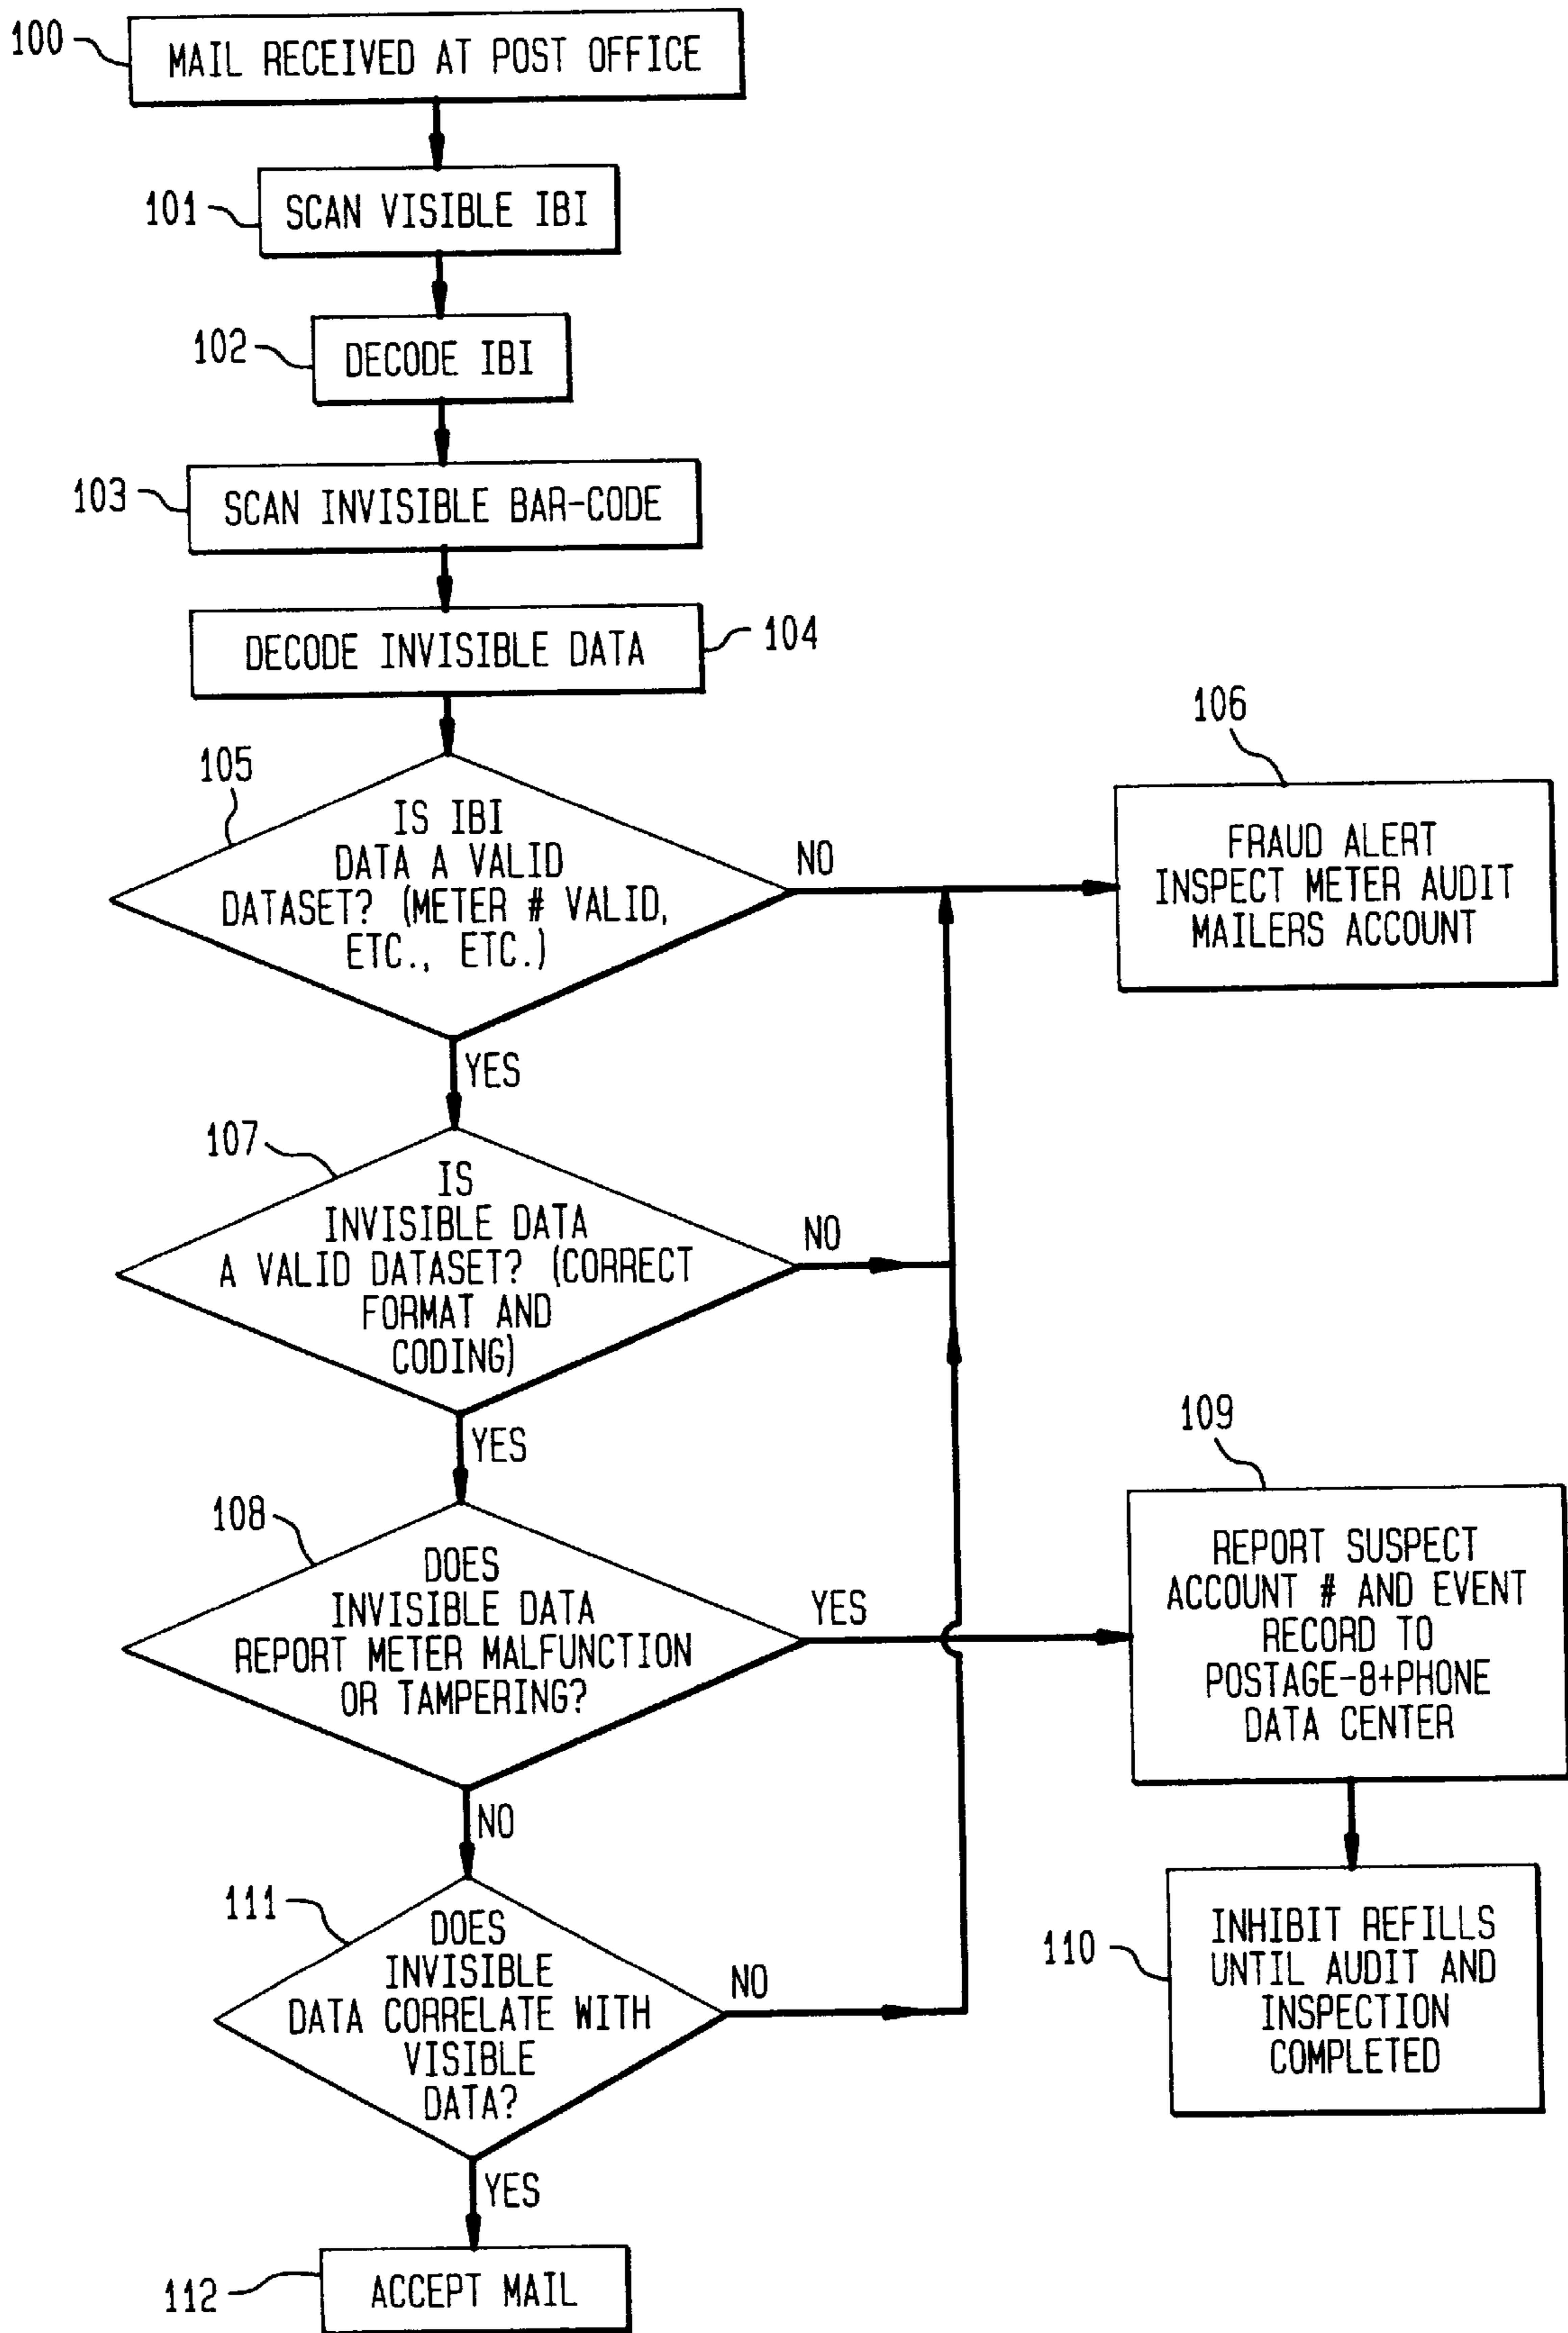 100
MAIL RECEIVED AT POST OFFICE
101
SCAN VISIBLE IBI
102
DECODE IBI
103
SCAN INVISIBLE BAR-CODE
DECODE INVISIBLE DATA
104
105
IS IBI
DATA A VALID
DATASET? (METER # VALID,
ETC., ETC.)
NO
YES
106
FRAUD ALERT
INSPECT METER AUDIT
MAILERS ACCOUNT
107
IS
INVISIBLE DATA
A VALID DATASET? (CORRECT
FORMAT AND
CODING)
NO
YES
108
DOES
INVISIBLE DATA
REPORT METER MALFUNCTION
OR TAMPERING?
YES
NO
109
REPORT SUSPECT
ACCOUNT # AND EVENT
RECORD TO
POSTAGE-8+PHONE
DATA CENTER
110
INHIBIT REFILLS
UNTIL AUDIT AND
INSPECTION
COMPLETED
111
DOES
INVISIBLE
DATA CORRELATE WITH
VISIBLE
DATA?
NO
YES
112
ACCEPT MAIL